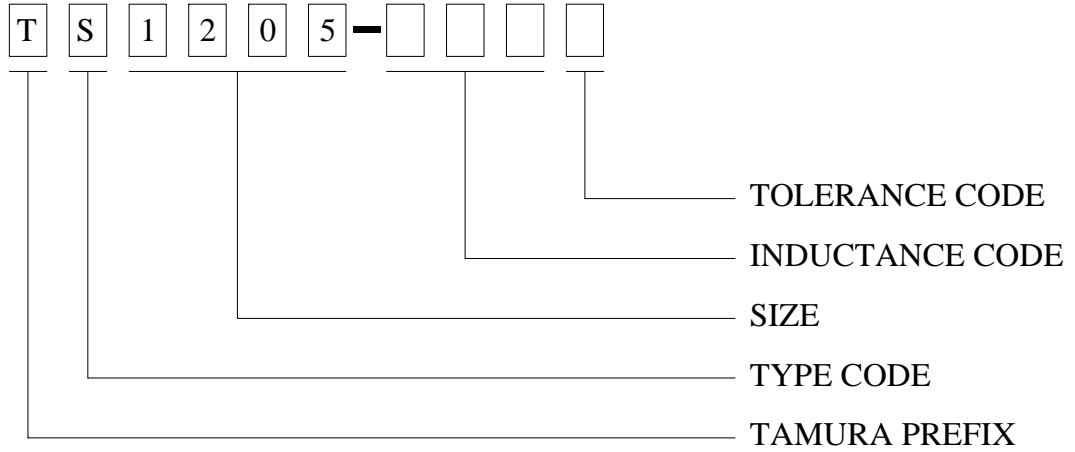 T S 1 2 0 5 -
TOLERANCE CODE
INDUCTANCE CODE
SIZE
TYPE CODE
TAMURA PREFIX